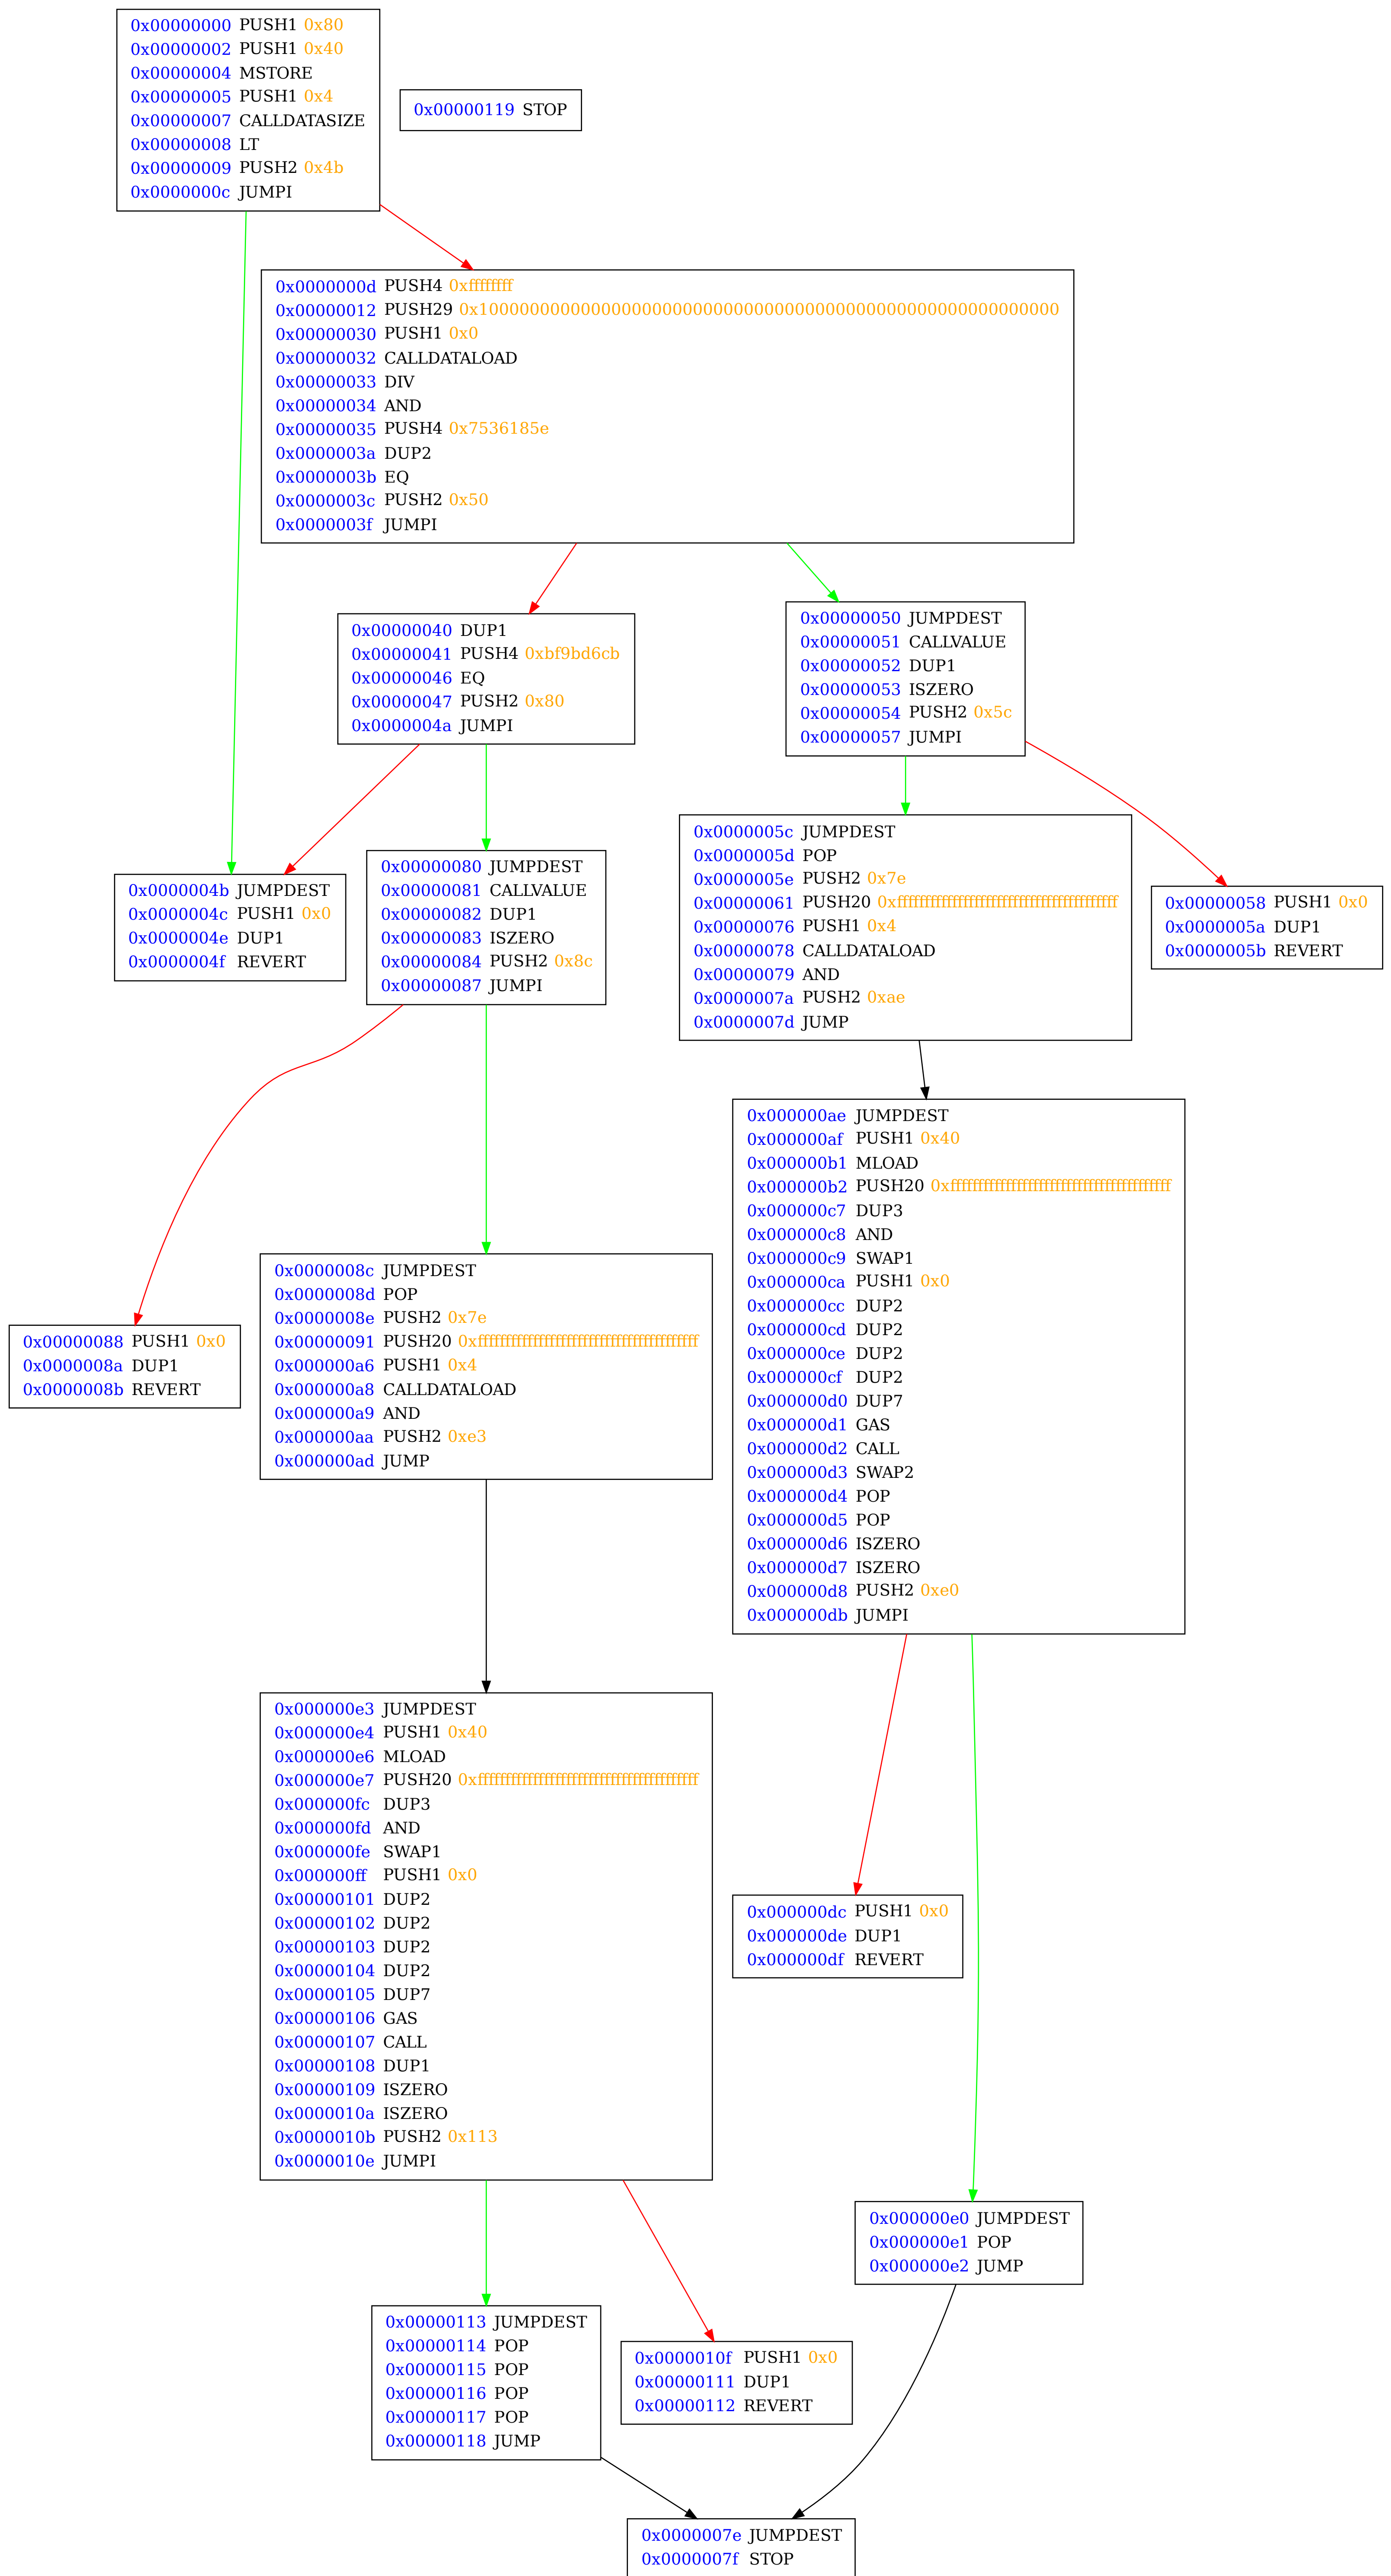 0x00000000 PUSH1 0x80
0x00000002 PUSH1 0x40
0x00000004 MSTORE
0x00000005 PUSH1 0x4
0x00000007 CALLDATASIZE
0x00000008 LT
0x00000009 PUSH2 0x4b
0x0000000c JUMPI
0x00000119 STOP
0x0000000d PUSH4 0xffffffff
0x00000012 PUSH29 0x100000000000000000000000000000000000000000000000000000000
0x00000030 PUSH1 0x0
0x00000032 CALLDATALOAD
0x00000033 DIV
0x00000034 AND
0x00000035 PUSH4 0x7536185e
0x0000003a DUP2
0x0000003b EQ
0x0000003c PUSH2 0x50
0x0000003f JUMPI
0x00000040 DUP1
0x00000041 PUSH4 0xbf9bd6cb
0x00000046 EQ
0x00000047 PUSH2 0x80
0x0000004a JUMPI
0x00000050 JUMPDEST
0x00000051 CALLVALUE
0x00000052 DUP1
0x00000053 ISZERO
0x00000054 PUSH2 0x5c
0x00000057 JUMPI
0x0000004b JUMPDEST
0x0000004c PUSH1 0x0
0x0000004e DUP1
0x0000004f REVERT
0x00000080 JUMPDEST
0x00000081 CALLVALUE
0x00000082 DUP1
0x00000083 ISZERO
0x00000084 PUSH2 0x8c
0x00000087 JUMPI
0x0000005c JUMPDEST
0x0000005d POP
0x0000005e PUSH2 0x7e
0x00000061 PUSH20 0xffffffffffffffffffffffffffffffffffffffff
0x00000076 PUSH1 0x4
0x00000078 CALLDATALOAD
0x00000079 AND
0x0000007a PUSH2 0xae
0x0000007d JUMP
0x00000058 PUSH1 0x0
0x0000005a DUP1
0x0000005b REVERT
0x00000088 PUSH1 0x0
0x0000008a DUP1
0x0000008b REVERT
0x0000008c JUMPDEST
0x0000008d POP
0x0000008e PUSH2 0x7e
0x00000091 PUSH20 0xffffffffffffffffffffffffffffffffffffffff
0x000000a6 PUSH1 0x4
0x000000a8 CALLDATALOAD
0x000000a9 AND
0x000000aa PUSH2 0xe3
0x000000ad JUMP
0x000000ae JUMPDEST
0x000000af PUSH1 0x40
0x000000b1 MLOAD
0x000000b2 PUSH20 0xffffffffffffffffffffffffffffffffffffffff
0x000000c7 DUP3
0x000000c8 AND
0x000000c9 SWAP1
0x000000ca PUSH1 0x0
0x000000cc DUP2
0x000000cd DUP2
0x000000ce DUP2
0x000000cf DUP2
0x000000d0 DUP7
0x000000d1 GAS
0x000000d2 CALL
0x000000d3 SWAP2
0x000000d4 POP
0x000000d5 POP
0x000000d6 ISZERO
0x000000d7 ISZERO
0x000000d8 PUSH2 0xe0
0x000000db JUMPI
0x000000e3 JUMPDEST
0x000000e4 PUSH1 0x40
0x000000e6 MLOAD
0x000000e7 PUSH20 0xffffffffffffffffffffffffffffffffffffffff
0x000000fc DUP3
0x000000fd AND
0x000000fe SWAP1
0x000000ff PUSH1 0x0
0x00000101 DUP2
0x00000102 DUP2
0x00000103 DUP2
0x00000104 DUP2
0x00000105 DUP7
0x00000106 GAS
0x00000107 CALL
0x00000108 DUP1
0x00000109 ISZERO
0x0000010a ISZERO
0x0000010b PUSH2 0x113
0x0000010e JUMPI
0x000000dc PUSH1 0x0
0x000000de DUP1
0x000000df REVERT
0x000000e0 JUMPDEST
0x000000e1 POP
0x000000e2 JUMP
0x00000113 JUMPDEST
0x00000114 POP
0x00000115 POP
0x00000116 POP
0x00000117 POP
0x00000118 JUMP
0x0000010f PUSH1 0x0
0x00000111 DUP1
0x00000112 REVERT
0x0000007e JUMPDEST
0x0000007f STOP